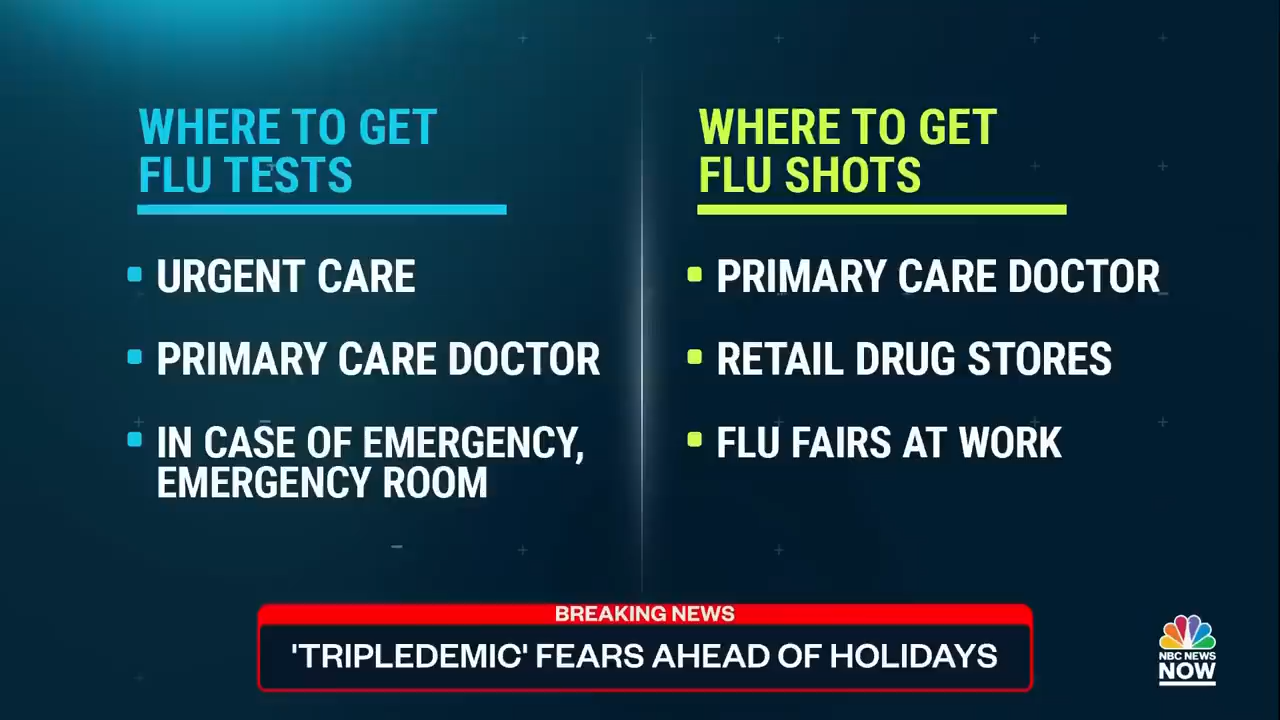 WHERE TO GET
FLU TESTS
URGENT CARE
PRIMARY CARE DOCTOR
IN CASE OF EMERGENCY,
EMERGENCY ROOM
WHERE TO GET
FLU SHOTS
PRIMARY CARE DOCTOR
RETAIL DRUG STORES
FLU FAIRS AT WORK
BREAKING NEWS
'TRIPLEDEMIC' FEARS AHEAD OF HOLIDAYS
NBC NEWS
NOW